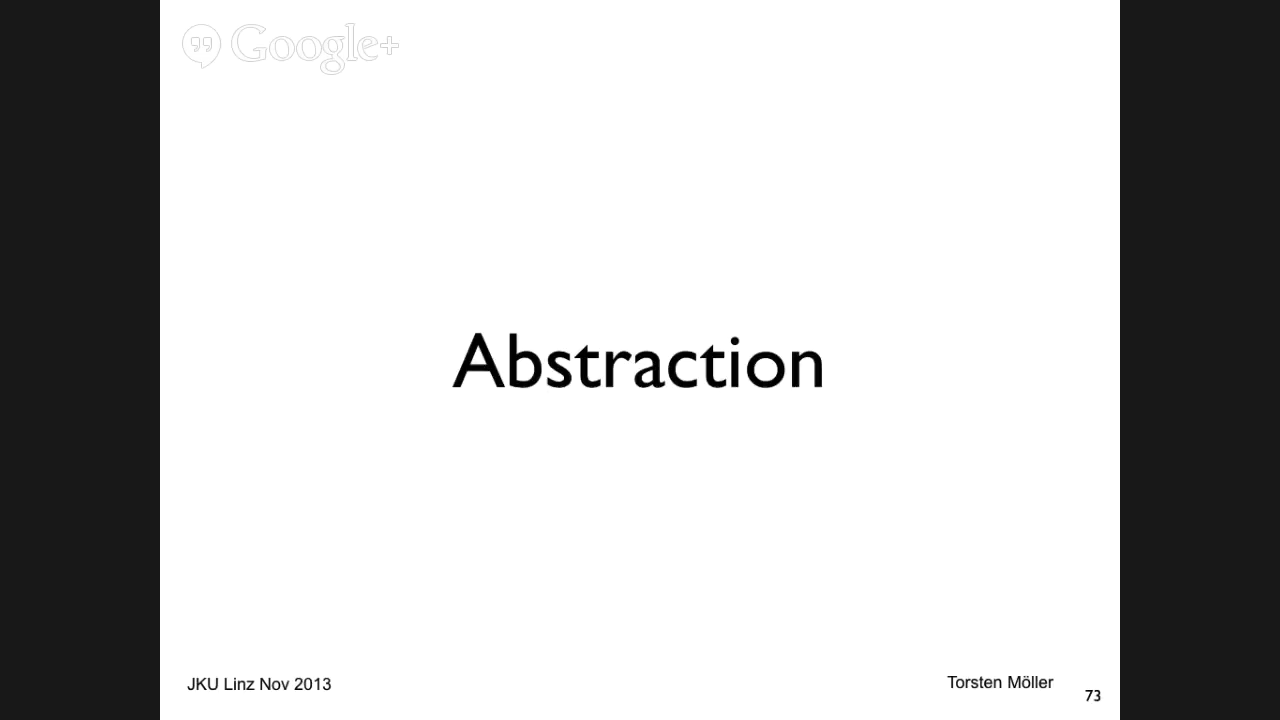 Google+
Abstraction
JKU Linz Nov 2013
Torsten Möller
73